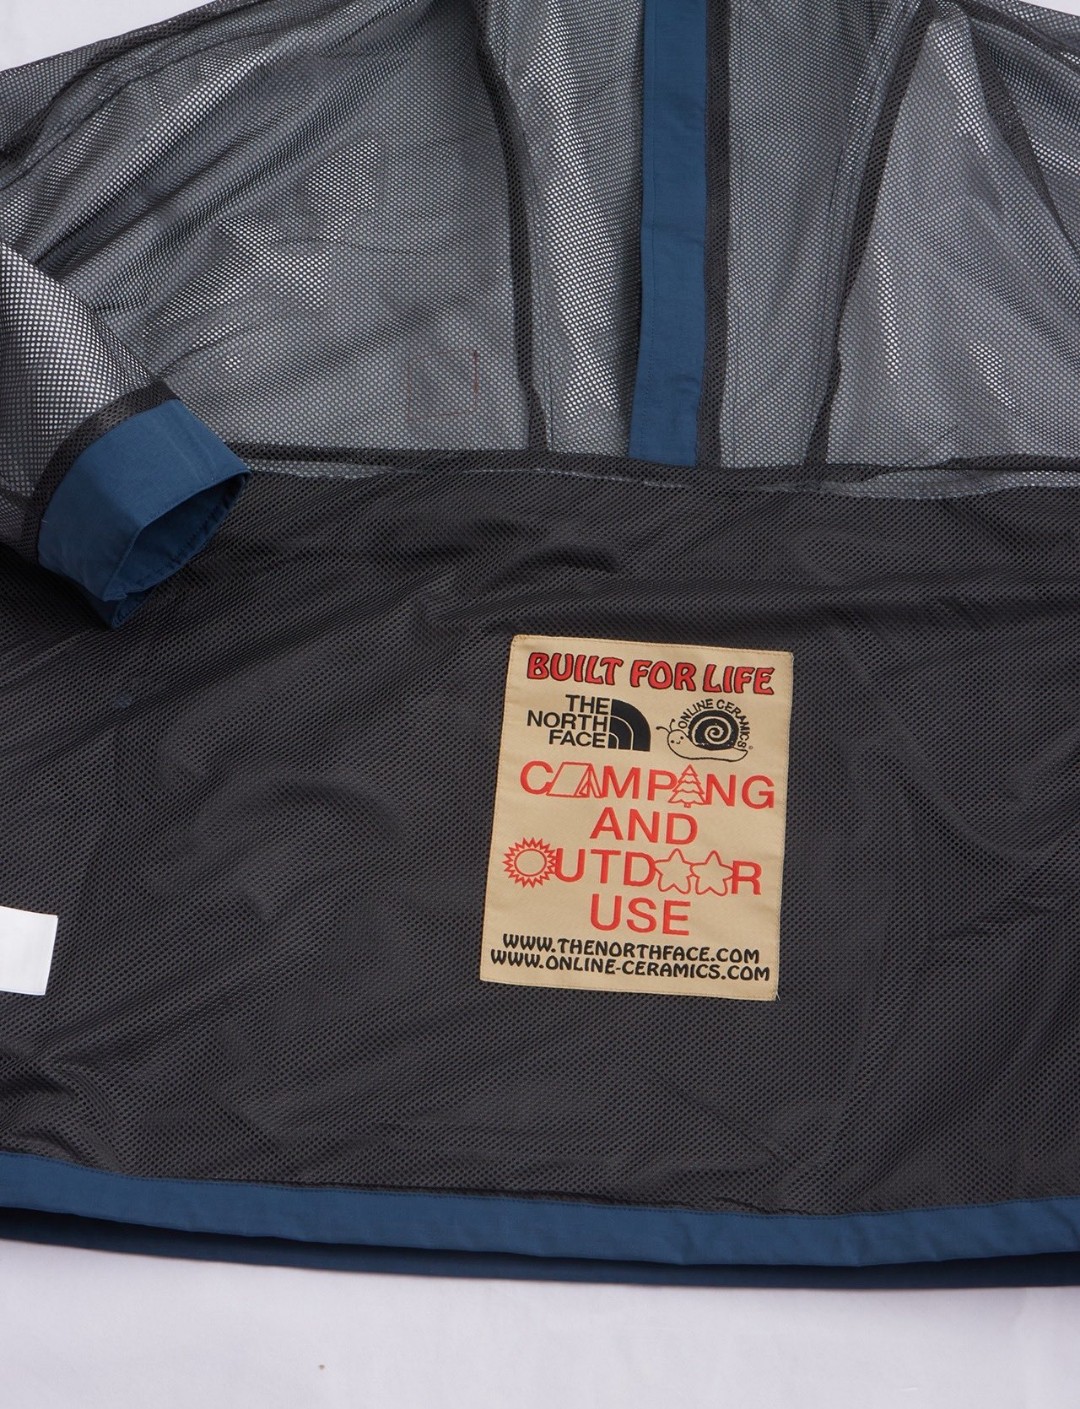 BUILT FOR LIFE
THE
NORTH
FACE
ONLINE CERAMICS
CAMPING
AND
OUTDOOR
USE
WWW.THENORTHFACE.COM
WWW.ONLINE-CERAMICS.COM